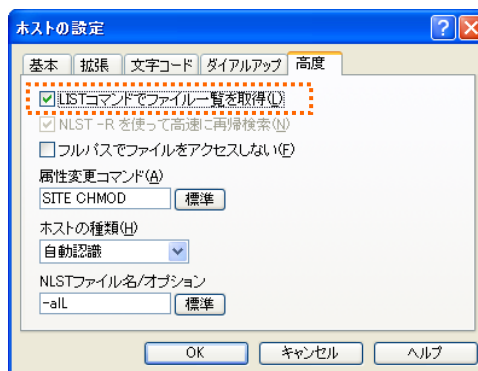 ホストの設定
基本 拡張 文字コード ダイアルアップ 高度
LISTコマンドでファイル一覧を取得(L)
NLST -R を使って高速に再帰検索(N)
フルパスでファイルをアクセスしない(F)
属性変更コマンド(A)
SITE CHMOD 標準
ホストの種類(H)
自動認識
NLSTファイル名/オプション
-alL 標準
OK キャンセル ヘルプ